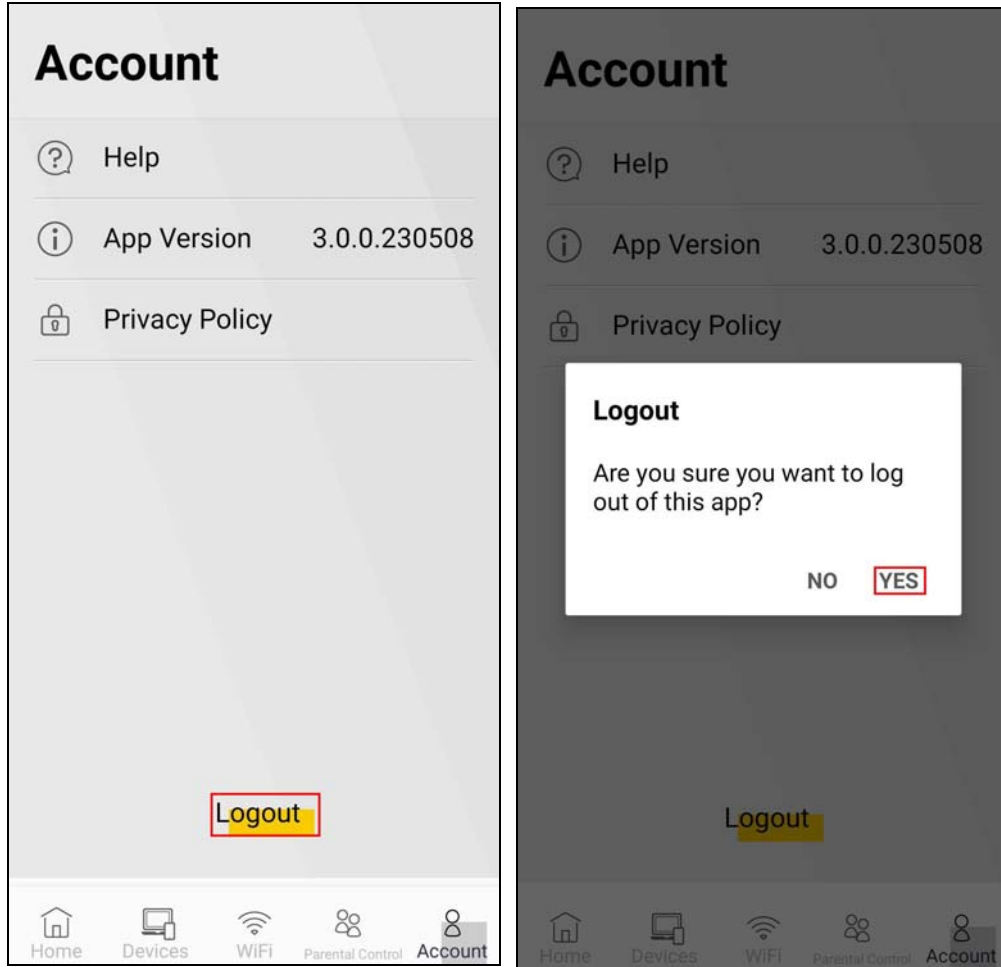 Account
Help
App Version 3.0.0.230508
Privacy Policy
Logout
Home Devices WiFi Parental Control Account
Account
Help
App Version 3.0.0.230508
Privacy Policy
Logout
Are you sure you want to log
out of this app?
NO YES
Logout
Home Devices WiFi Parental Control Account